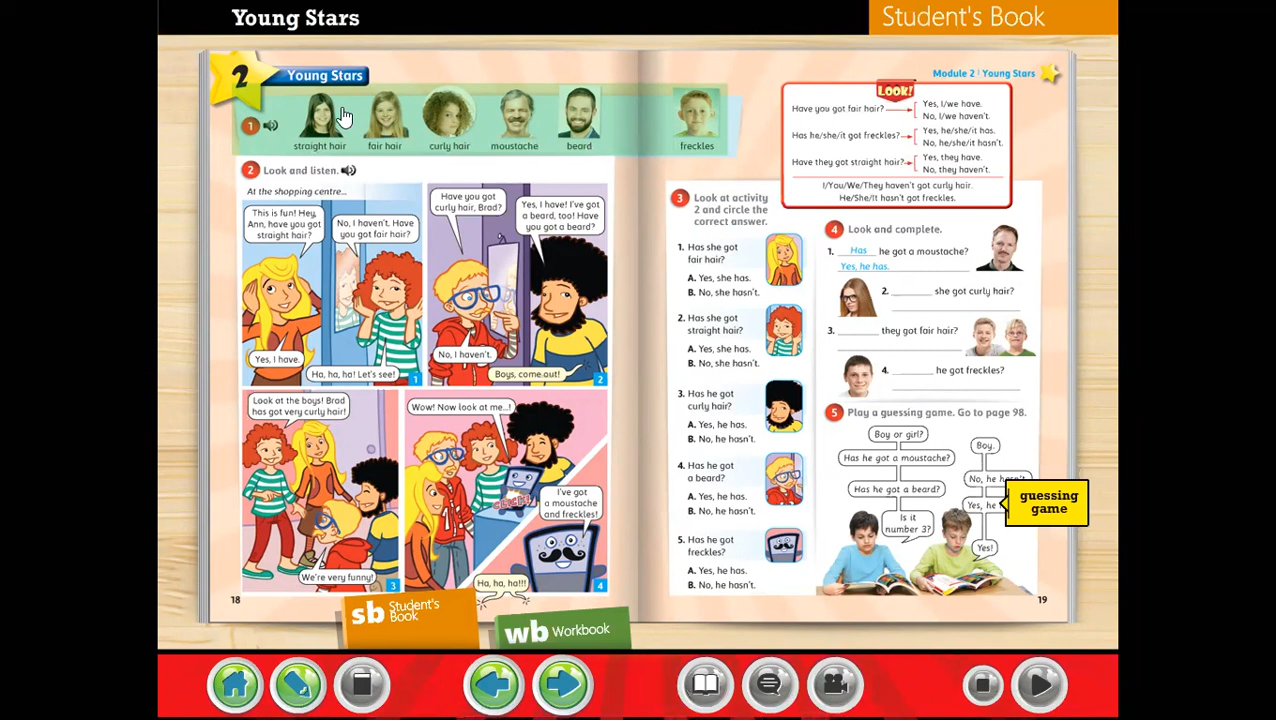 Young Stars
Student's Book
2
Young Stars
Module 2 | Young Stars
1
straight hair
fair hair
curly hair
moustache
beard
freckles
2 Look and listen.
At the shopping centre...
This is fun! Hey,
Ann, have you got
straight hair?
No, I haven't. Have
you got fair hair?
Yes, I have.
Ha, ha, ha! Let's see!
1
Have you got
curly hair, Brad?
Yes, I have! I've got
a beard, too! Have
you got a beard?
No, I haven't.
Boys, come out!
2
Look at the boys! Brad
has got very curly hair!
We're very funny!
3
Wow! Now look at me...!
CLICK!
I've got
a moustache
and freckles!
Ha, ha, ha!!!
4
18
LOOK!
Have you got fair hair?
Yes, I/we have.
No, I/we haven't.
Has he/she/it got freckles?
Yes, he/she/it has.
No, he/she/it hasn't.
Have they got straight hair?
Yes, they have.
No, they haven't.
I/You/We/They haven't got curly hair.
He/She/It hasn't got freckles.
3 Look at activity
2 and circle the
correct answer.
1. Has she got
fair hair?
A. Yes, she has.
B. No, she hasn't.
2. Has she got
straight hair?
A. Yes, she has.
B. No, she hasn't.
3. Has he got
curly hair?
A. Yes, he has.
B. No, he hasn't.
4. Has he got
a beard?
A. Yes, he has.
B. No, he hasn't.
5. Has he got
freckles?
A. Yes, he has.
B. No, he hasn't.
4 Look and complete.
1. Has he got a moustache?
Yes, he has.
2. ________ she got curly hair?
3. ________ they got fair hair?
4. ________ he got freckles?
5 Play a guessing game. Go to page 98.
Boy or girl?
Boy.
Has he got a moustache?
No, he hasn't.
Has he got a beard?
Yes, he
Is it
number 3?
Yes!
guessing
game
19
sb Student's
Book
wb Workbook